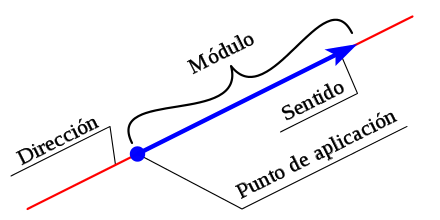 Módulo
Sentido
Dirección
Punto de aplicación